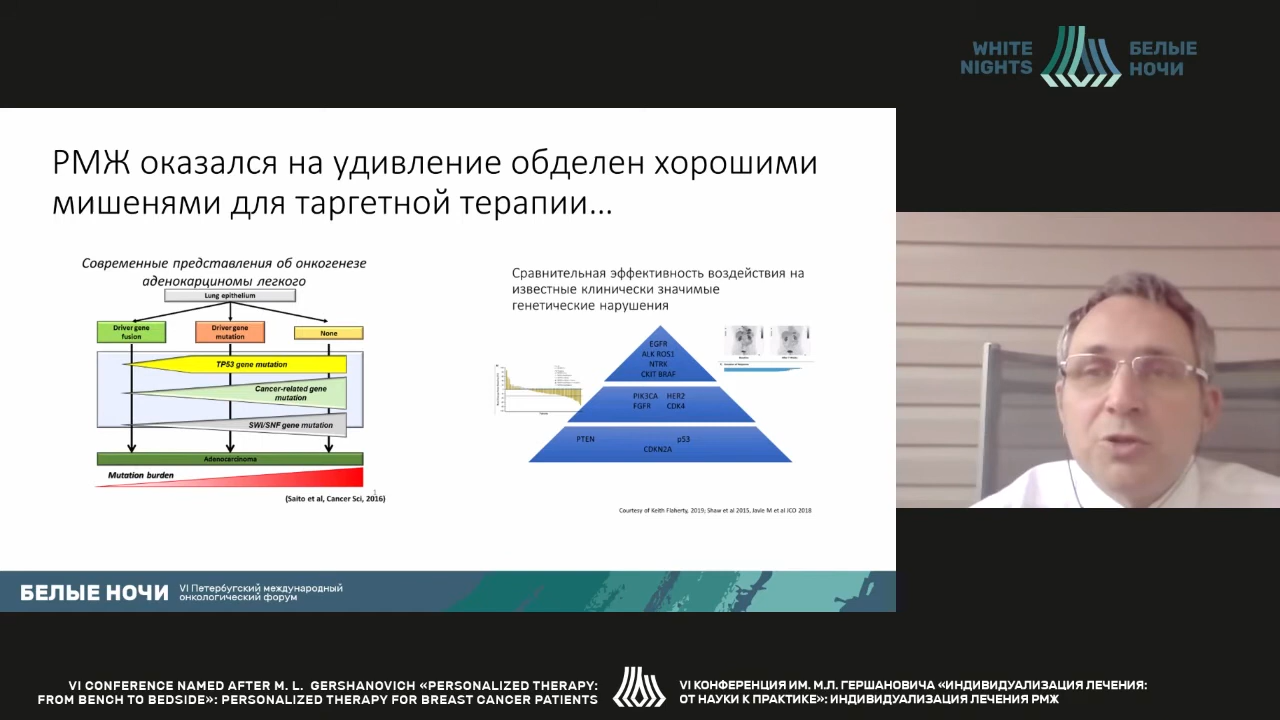 WHITE
NIGHTS
БЕЛЫЕ
НОЧИ
РМЖ оказался на удивление обделен хорошими
мишенями для таргетной терапии...
Современные представления об онкогенезе
аденокарциномы легкого
Lung epithelium
Driver gene
fusion
Driver gene
mutation
None
TP53 gene mutation
Cancer-related gene
mutation
SWI/SNF gene mutation
Adenocarcinoma
Mutation burden
(Saito et al, Cancer Sci, 2016)
Сравнительная эффективность воздействия на
известные клинически значимые
генетические нарушения
EGFR
ALK ROS1
NTRK
CKIT BRAF
PIK3CA HER2
FGFR CDK4
PTEN p53
CDKN2A
Courtesy of Keith Flaherty, 2019; Shaw et al 2015, Javle M et al JCO 2018
БЕЛЫЕ НОЧИ
VI Петербугский международный
онкологический форум
VI CONFERENCE NAMED AFTER M. L. GERSHANOVICH «PERSONALIZED THERAPY:
FROM BENCH TO BEDSIDE»: PERSONALIZED THERAPY FOR BREAST CANCER PATIENTS
VI КОНФЕРЕНЦИЯ ИМ. М.Л. ГЕРШАНОВИЧА «ИНДИВИДУАЛИЗАЦИЯ ЛЕЧЕНИЯ:
ОТ НАУКИ К ПРАКТИКЕ»: ИНДИВИДУАЛИЗАЦИЯ ЛЕЧЕНИЯ РМЖ